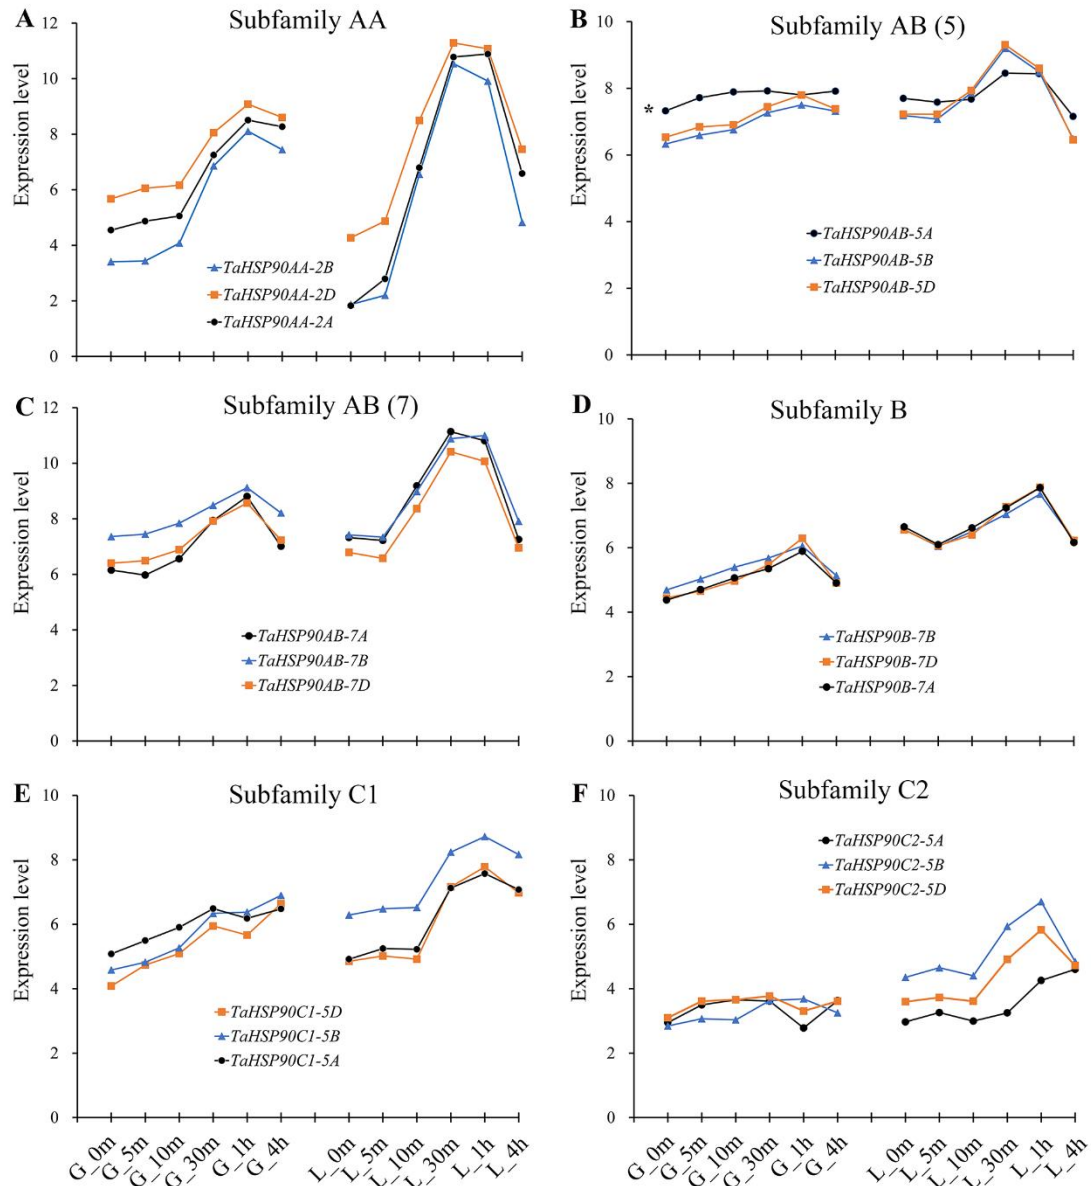 A Subfamily AA
Expression level
12
10
8
6
4
2
0
TaHSP90AA-2B
TaHSP90AA-2D
TaHSP90AA-2A
B Subfamily AB (5)
Expression level
10
8
6
4
2
0
*
TaHSP90AB-5A
TaHSP90AB-5B
TaHSP90AB-5D
C Subfamily AB (7)
Expression level
12
10
8
6
4
2
0
TaHSP90AB-7A
TaHSP90AB-7B
TaHSP90AB-7D
D Subfamily B
Expression level
10
8
6
4
2
0
TaHSP90B-7B
TaHSP90B-7D
TaHSP90B-7A
E Subfamily C1
Expression level
10
8
6
4
2
0
TaHSP90C1-5D
TaHSP90C1-5B
TaHSP90C1-5A
G_0m
G_5m
G_10m
G_30m
G_1h
G_4h
L_0m
L_5m
L_10m
L_30m
L_1h
L_4h
F Subfamily C2
Expression level
10
8
6
4
2
0
TaHSP90C2-5A
TaHSP90C2-5B
TaHSP90C2-5D
G_0m
G_5m
G_10m
G_30m
G_1h
G_4h
L_0m
L_5m
L_10m
L_30m
L_1h
L_4h